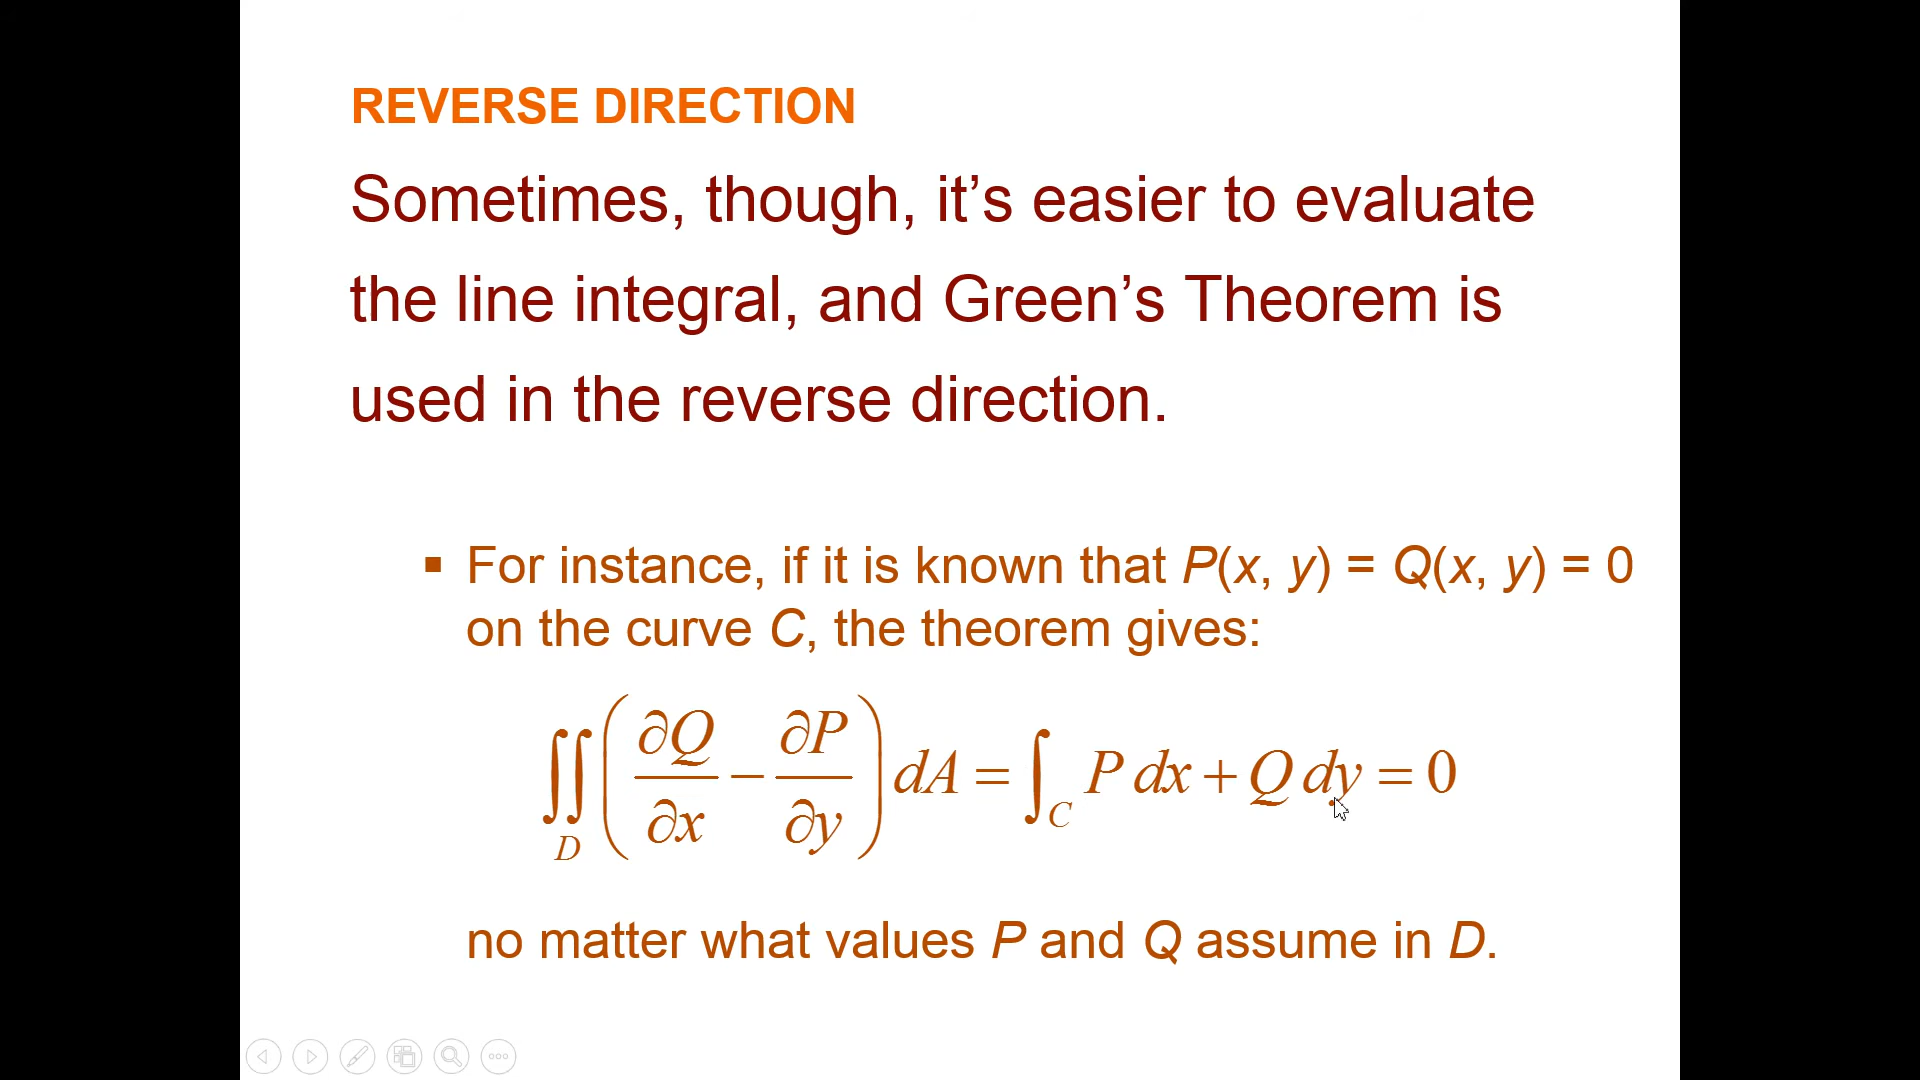 REVERSE DIRECTION
Sometimes, though, it’s easier to evaluate
the line integral, and Green’s Theorem is
used in the reverse direction.
▪ For instance, if it is known that P(x, y) = Q(x, y) = 0
on the curve C, the theorem gives:
∬_D (∂Q/∂x − ∂P/∂y) dA = ∫_C P dx + Q dy = 0
no matter what values P and Q assume in D.